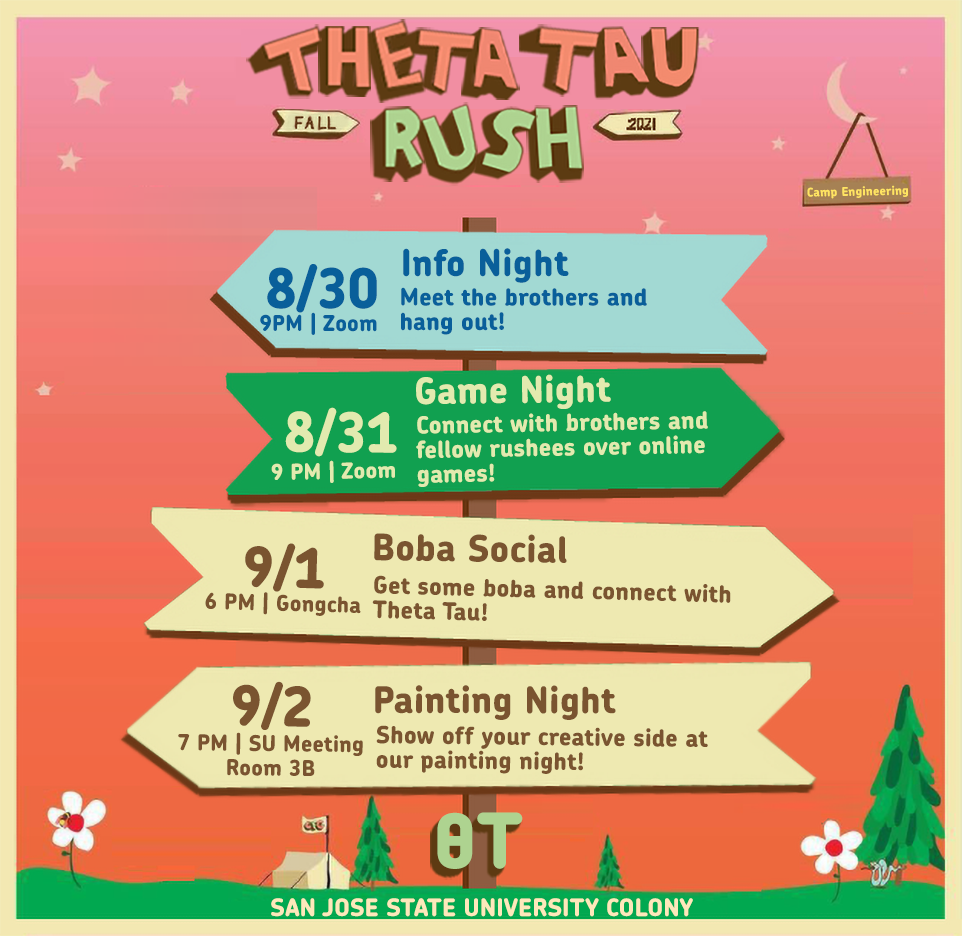 THETA TAU
FALL
RUSH
2021
Camp Engineering
8/30
9PM | Zoom
Info Night
Meet the brothers and
hang out!
8/31
9 PM | Zoom
Game Night
Connect with brothers and
fellow rushees over online
games!
9/1
6 PM | Gongcha
Boba Social
Get some boba and connect with
Theta Tau!
9/2
7 PM | SU Meeting
Room 3B
Painting Night
Show off your creative side at
our painting night!
ΘΤ
SAN JOSE STATE UNIVERSITY COLONY